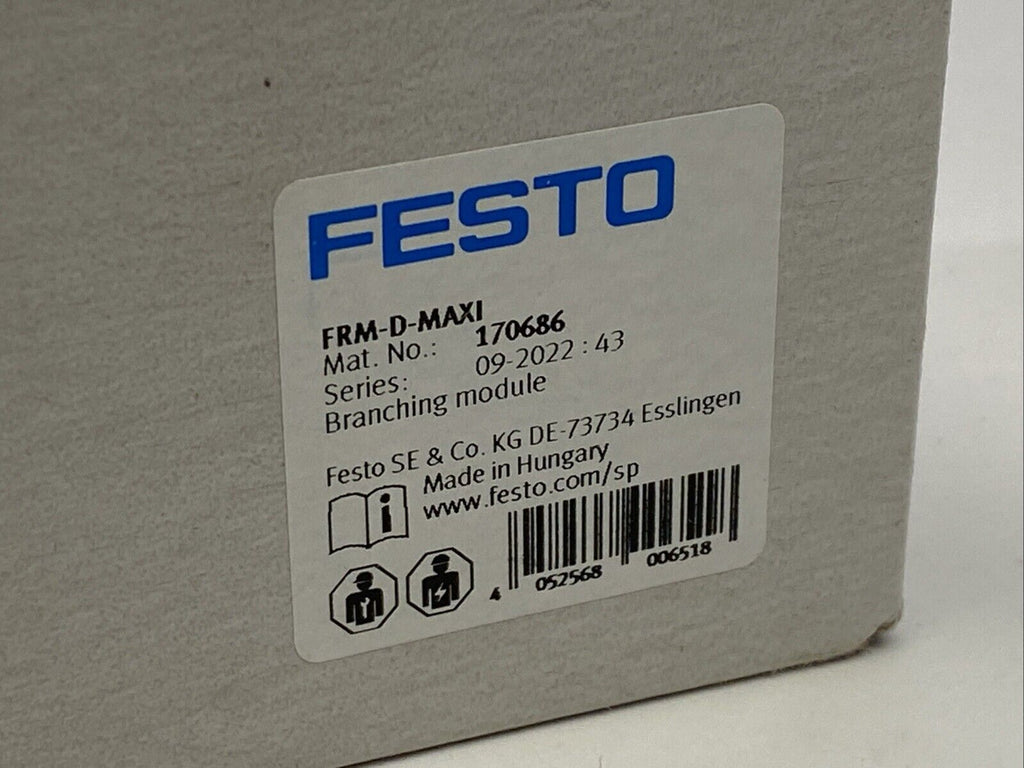 FESTO
FRM-D-MAXI
Mat. No.: 170686
Series: 09-2022 : 43
Branching module
Festo SE & Co. KG DE-73734 Esslingen
Made in Hungary
www.festo.com/sp
i
4 052568 006518